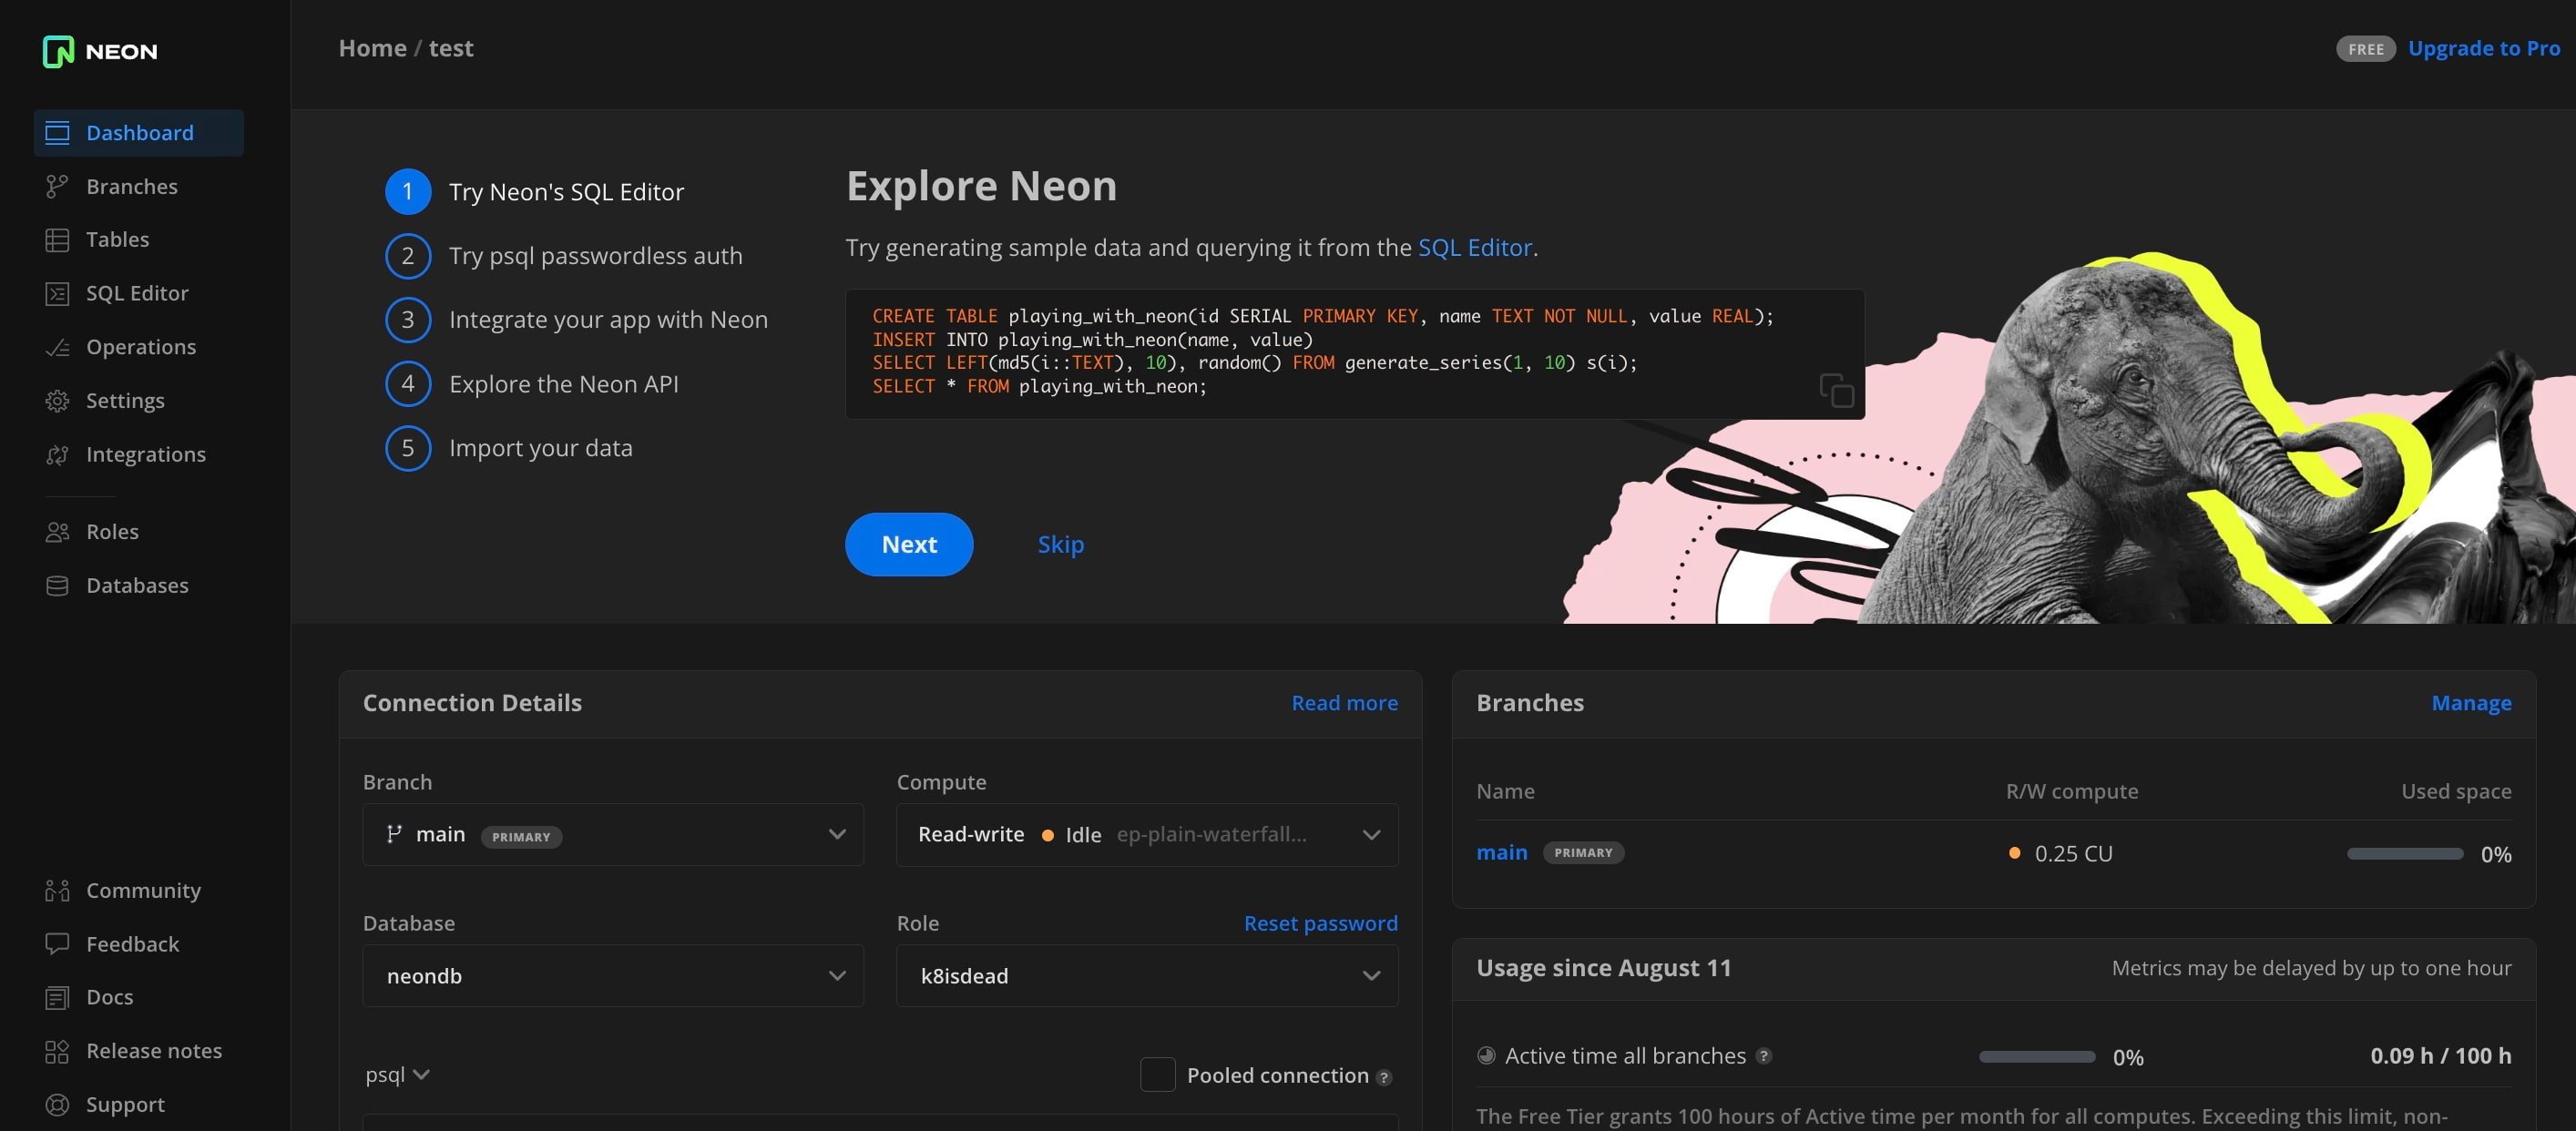 NEON
Dashboard
Branches
Tables
SQL Editor
Operations
Settings
Integrations
Roles
Databases
Community
Feedback
Docs
Release notes
Support
Home / test
FREE Upgrade to Pro
1 Try Neon's SQL Editor
2 Try psql passwordless auth
3 Integrate your app with Neon
4 Explore the Neon API
5 Import your data
Explore Neon
Try generating sample data and querying it from the SQL Editor.
CREATE TABLE playing_with_neon(id SERIAL PRIMARY KEY, name TEXT NOT NULL, value REAL);
INSERT INTO playing_with_neon(name, value)
SELECT LEFT(md5(i::TEXT), 10), random() FROM generate_series(1, 10) s(i);
SELECT * FROM playing_with_neon;
Next Skip
Connection Details Read more
Branch Compute
main PRIMARY Read-write Idle ep-plain-waterfall...
Database Role Reset password
neondb k8isdead
psql Pooled connection ?
Branches Manage
Name R/W compute Used space
main PRIMARY 0.25 CU 0%
Usage since August 11 Metrics may be delayed by up to one hour
Active time all branches ? 0% 0.09 h / 100 h
The Free Tier grants 100 hours of Active time per month for all computes. Exceeding this limit, non-